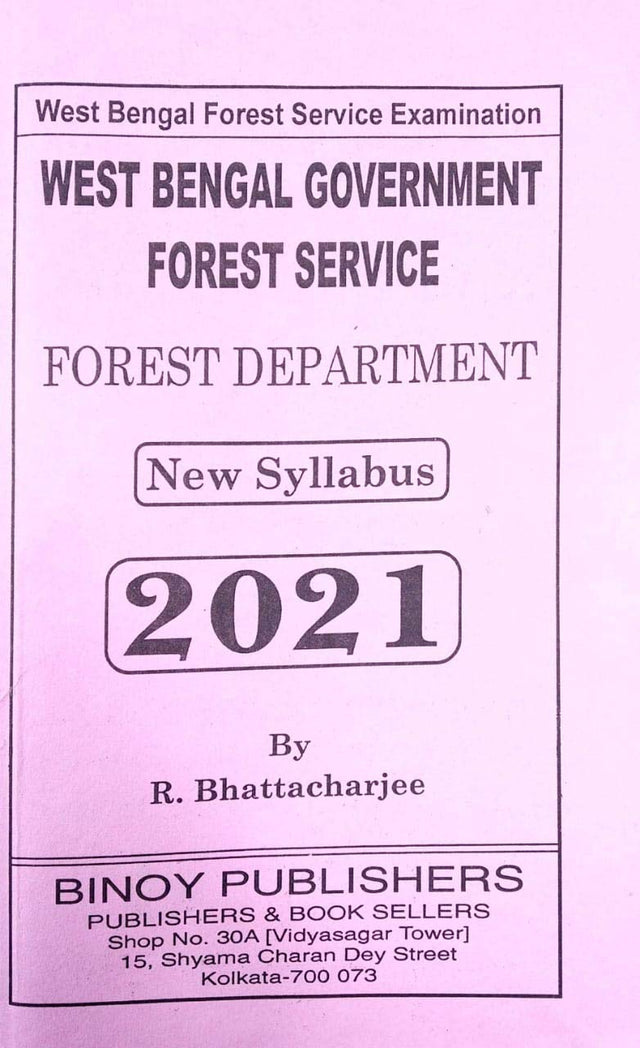 West Bengal Forest Service Examination
WEST BENGAL GOVERNMENT
FOREST SERVICE
FOREST DEPARTMENT
New Syllabus
2021
By
R. Bhattacharjee
BINOY PUBLISHERS
PUBLISHERS & BOOK SELLERS
Shop No. 30A [Vidyasagar Tower]
15, Shyama Charan Dey Street
Kolkata-700 073